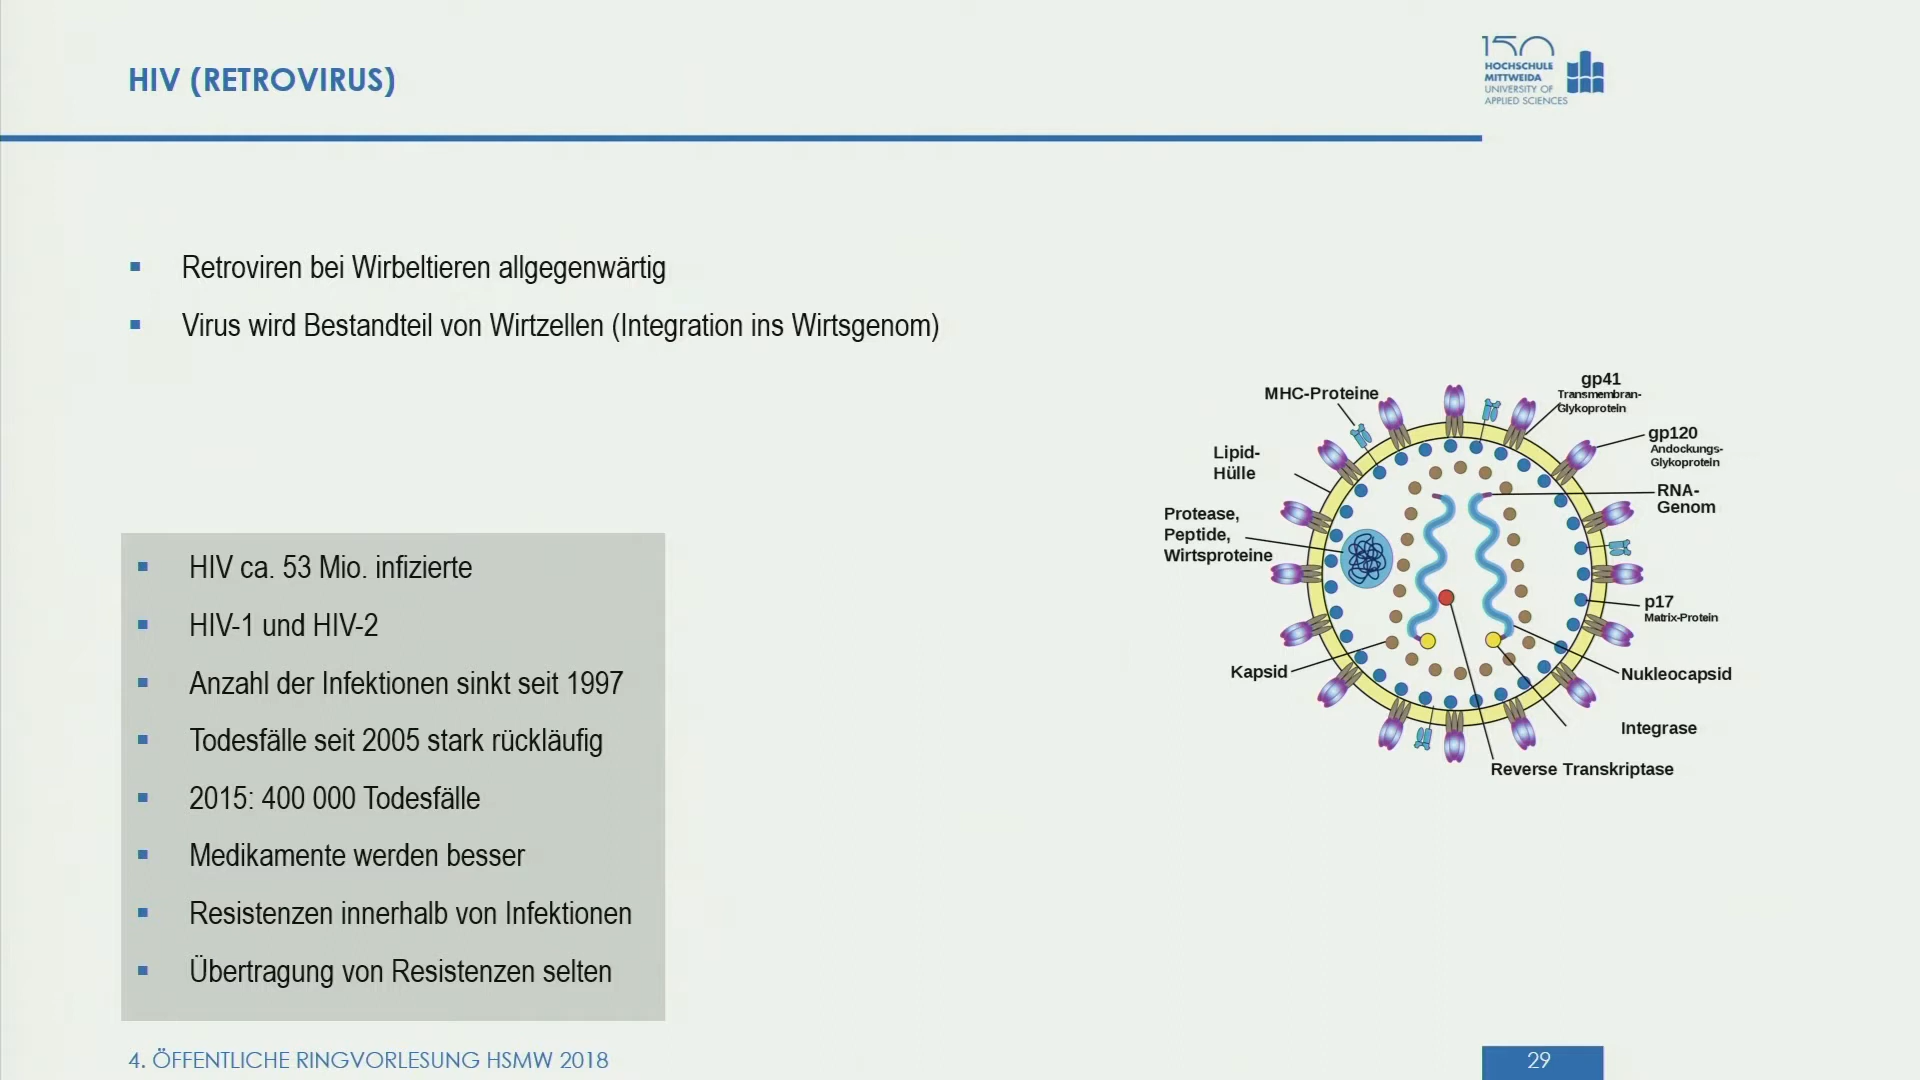 HIV (RETROVIRUS)
150
HOCHSCHULE
MITTWEIDA
UNIVERSITY OF
APPLIED SCIENCES
Retroviren bei Wirbeltieren allgegenwärtig
Virus wird Bestandteil von Wirtzellen (Integration ins Wirtsgenom)
MHC-Proteine
gp41
Transmembran-
Glykoprotein
gp120
Andockungs-
Glykoprotein
Lipid-
Hülle
RNA-
Genom
Protease,
Peptide,
Wirtsproteine
p17
Matrix-Protein
Kapsid
Nukleocapsid
Integrase
Reverse Transkriptase
HIV ca. 53 Mio. infizierte
HIV-1 und HIV-2
Anzahl der Infektionen sinkt seit 1997
Todesfälle seit 2005 stark rückläufig
2015: 400 000 Todesfälle
Medikamente werden besser
Resistenzen innerhalb von Infektionen
Übertragung von Resistenzen selten
4. ÖFFENTLICHE RINGVORLESUNG HSMW 2018
29